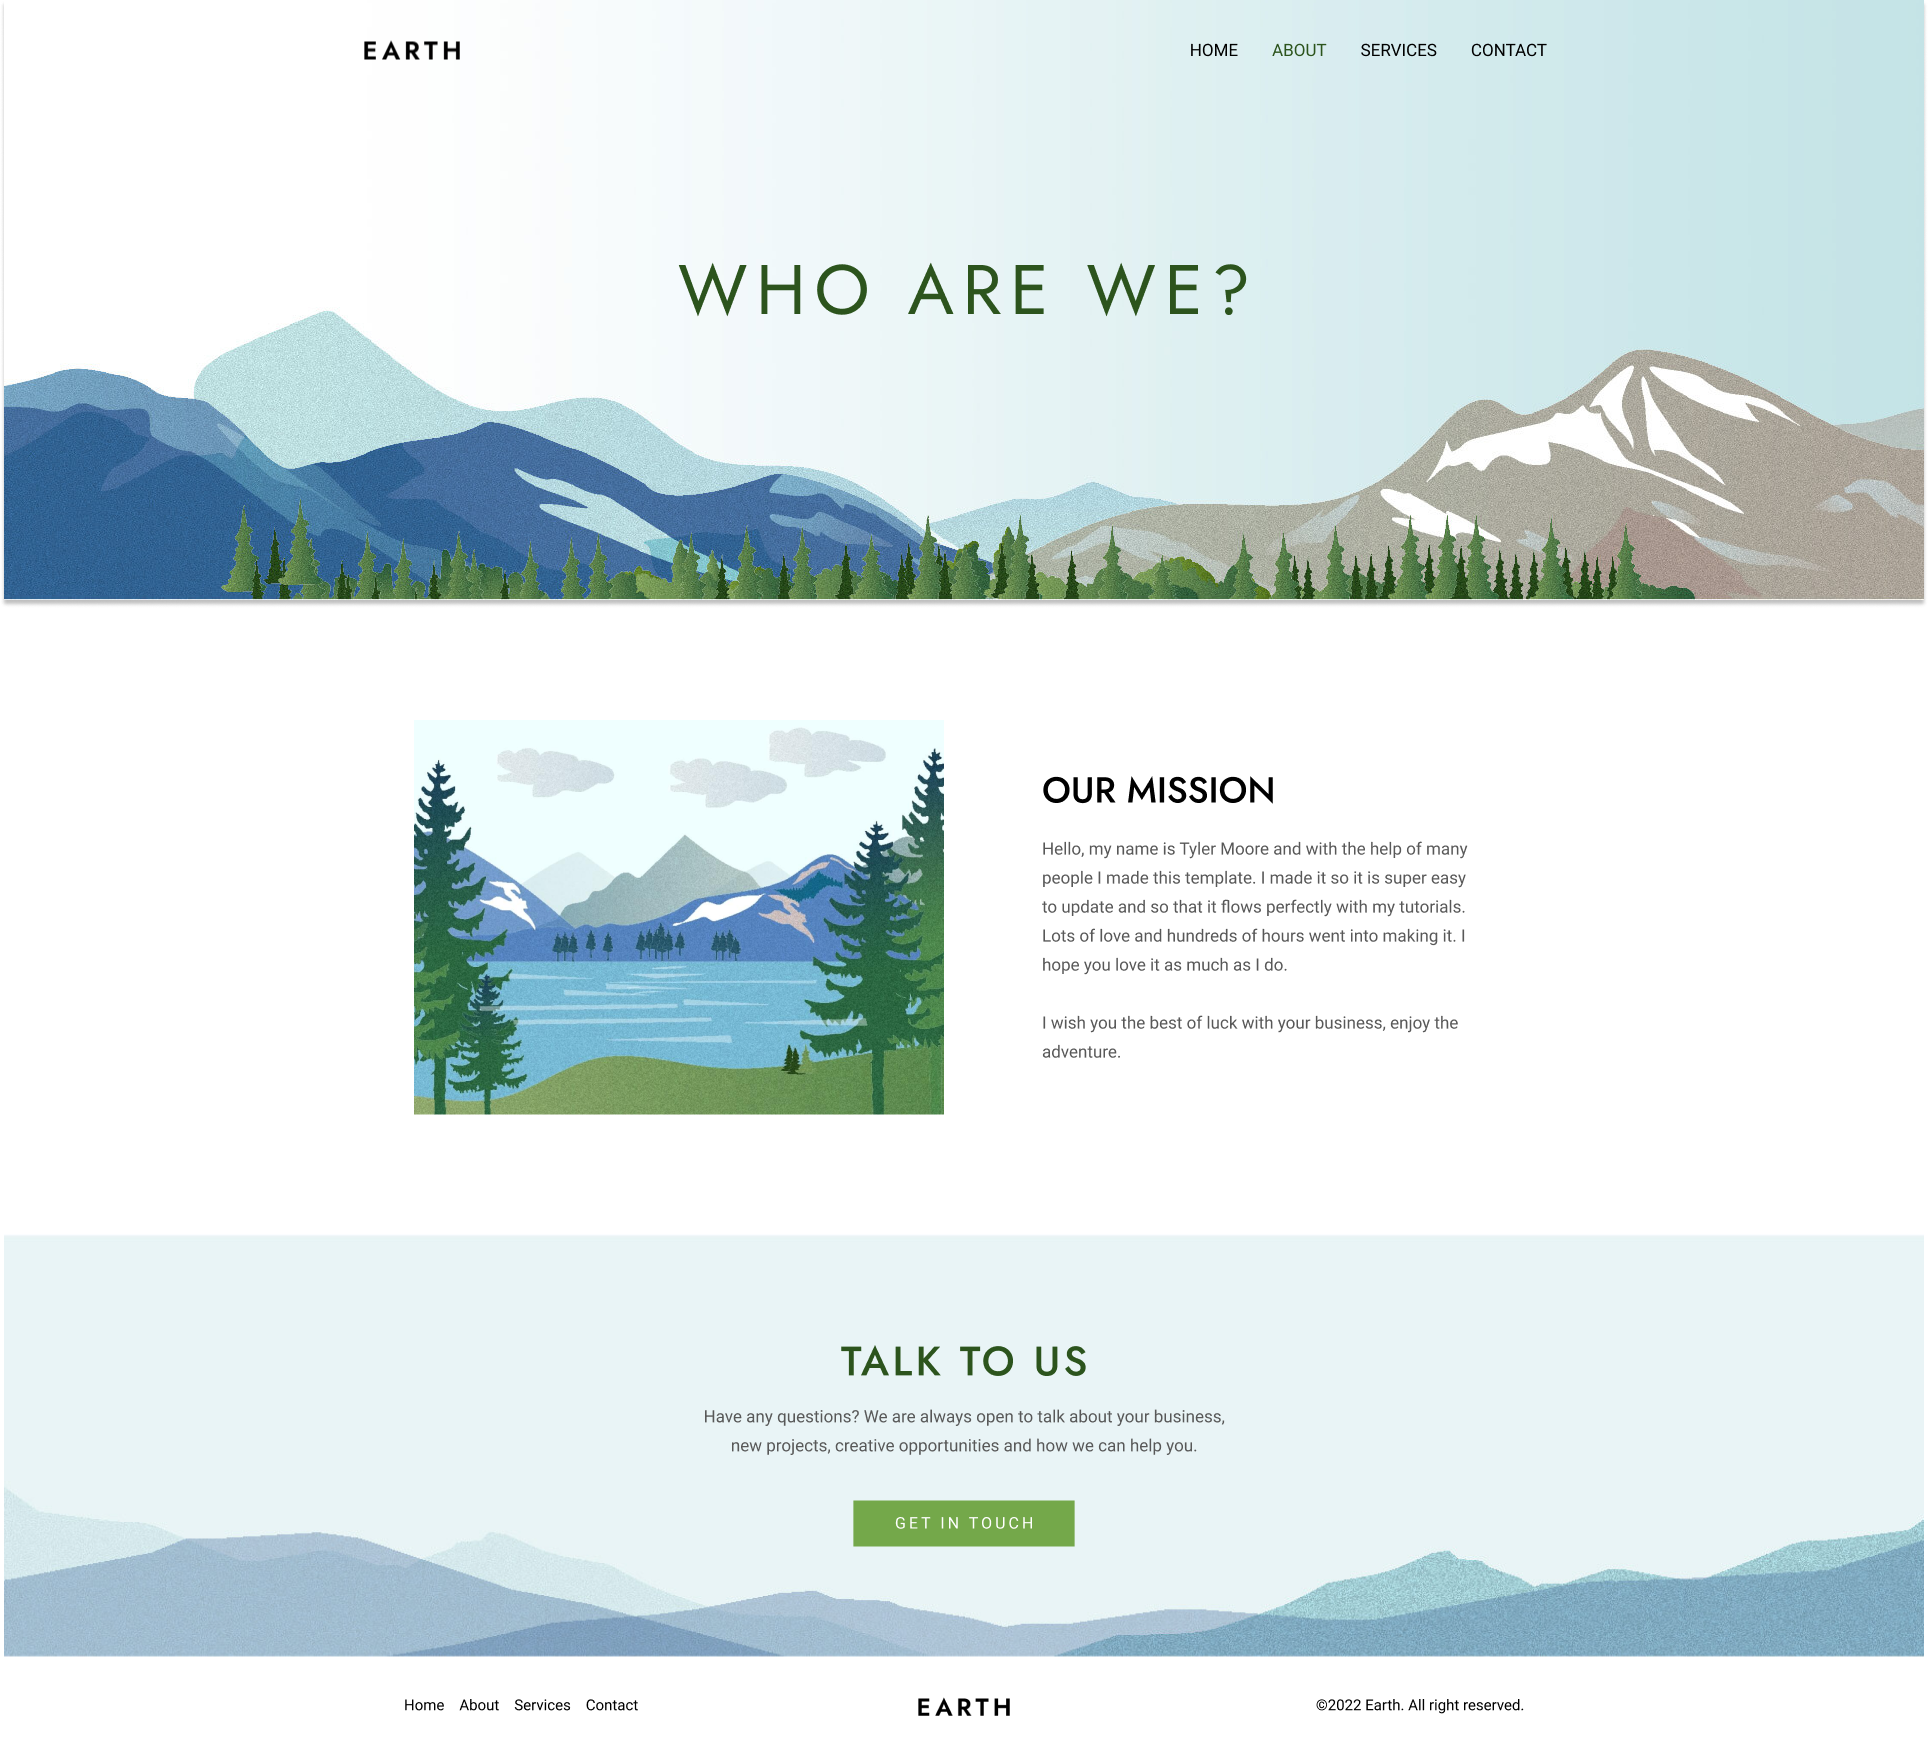 EARTH
HOME ABOUT SERVICES CONTACT
WHO ARE WE?
OUR MISSION
Hello, my name is Tyler Moore and with the help of many
people I made this template. I made it so it is super easy
to update and so that it flows perfectly with my tutorials.
Lots of love and hundreds of hours went into making it. I
hope you love it as much as I do.
I wish you the best of luck with your business, enjoy the
adventure.
TALK TO US
Have any questions? We are always open to talk about your business,
new projects, creative opportunities and how we can help you.
GET IN TOUCH
Home About Services Contact
EARTH
©2022 Earth. All right reserved.